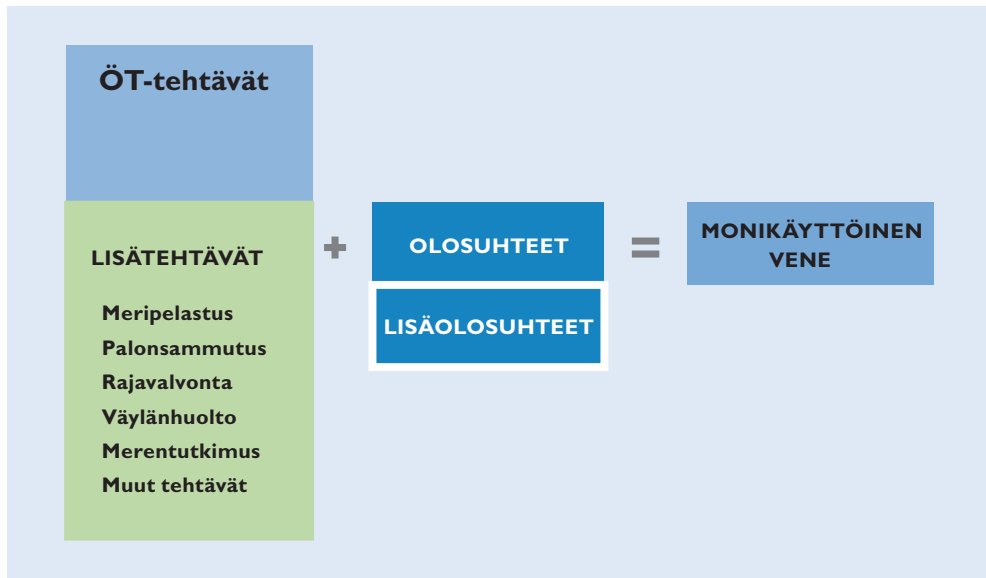 ÖT-tehtävät
LISÄTEHTÄVÄT
Meripelastus
Palonsammutus
Rajavalvonta
Väylänhuolto
Merentutkimus
Muut tehtävät
+
OLOSUHTEET
LISÄOLOSUHTEET
=
MONIKÄYTTÖINEN
VENE